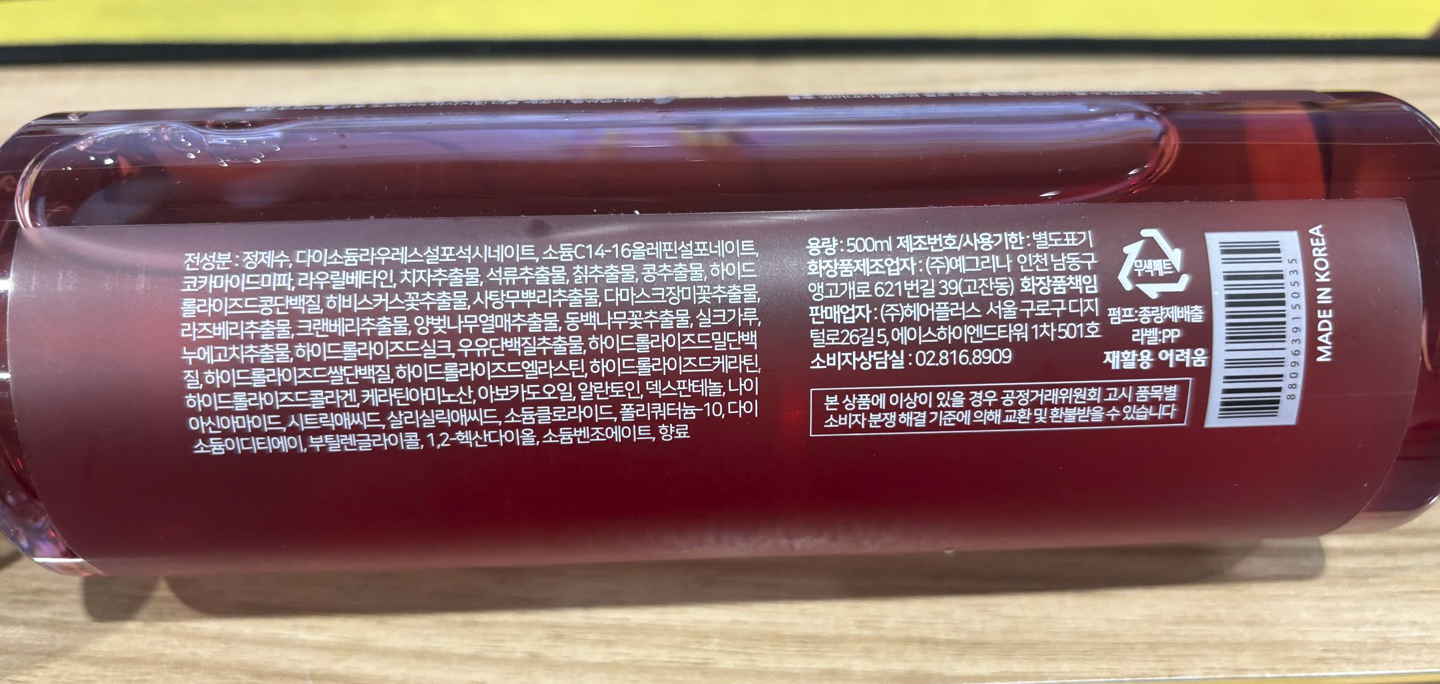 전성분 : 정제수, 다이소듐라우레스설포석시네이트, 소듐C14-16올레핀설포네이트,
코카마이드미파, 라우릴베타인, 치자추출물, 석류추출물, 칡추출물, 콩추출물, 하이드
롤라이즈드콩단백질, 히비스커스꽃추출물, 사탕무뿌리추출물, 다마스크장미꽃추출물,
라즈베리추출물, 크랜베리추출물, 양벚나무열매추출물, 동백나무꽃추출물, 실크가루,
누에고치추출물, 하이드롤라이즈드실크, 우유단백질추출물, 하이드롤라이즈드밀단백
질, 하이드롤라이즈드쌀단백질, 하이드롤라이즈드엘라스틴, 하이드롤라이즈드케라틴,
하이드롤라이즈드콜라겐, 케라틴아미노산, 아보카도오일, 알란토인, 덱스판테놀, 나이
아신아마이드, 시트릭애씨드, 살리실릭애씨드, 소듐클로라이드, 폴리쿼터늄-10, 다이
소듐이디티에이, 부틸렌글라이콜, 1,2-헥산다이올, 소듐벤조에이트, 향료
용량 : 500ml 제조번호/사용기한 : 별도표기
화장품제조업자 : (주)예그리나 인천 남동구
앵고개로 621번길 39(고잔동) 화장품책임
판매업자 : (주)헤어플러스 서울 구로구 디지
털로26길 5, 에이스하이엔드타워 1차 501호
소비자상담실 : 02.816.8909
본 상품에 이상이 있을 경우 공정거래위원회 고시 품목별
소비자 분쟁 해결 기준에 의해 교환 및 환불받을 수 있습니다
무색페트
펌프:종량제배출
라벨:PP
재활용 어려움
8809639150535
MADE IN KOREA